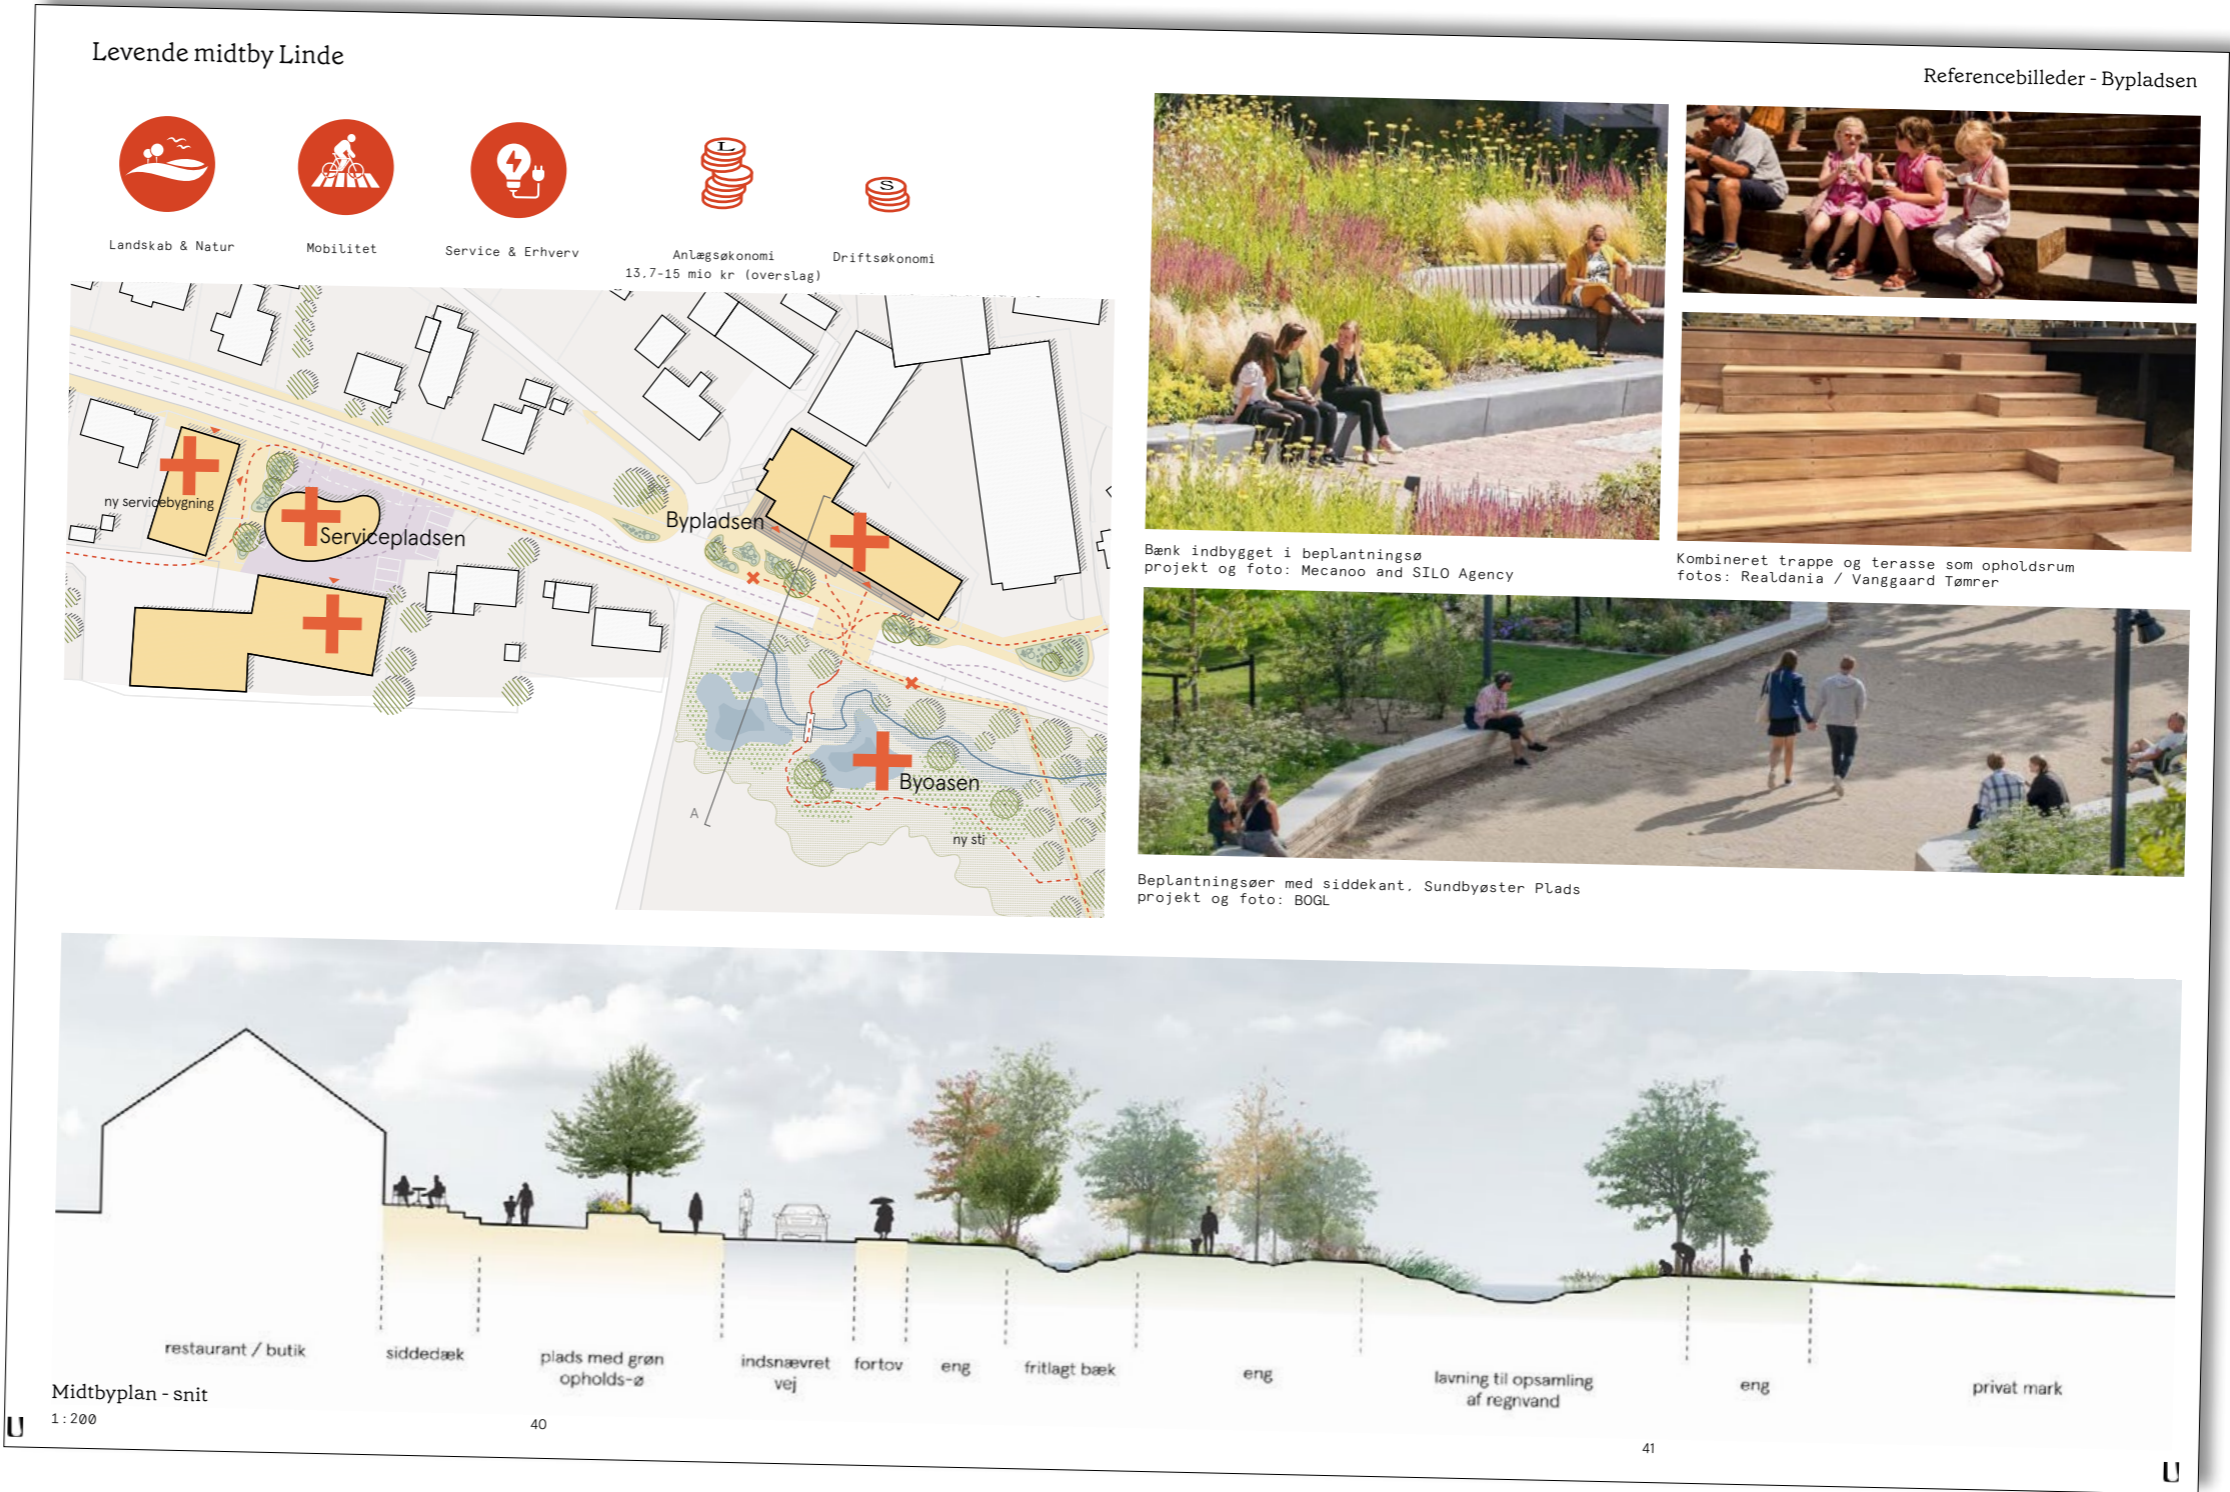 Levende midtby Linde
Referencebilleder - Bypladsen
L
S
Landskab & Natur
Mobilitet
Service & Erhverv
Anlægsøkonomi
13.7-15 mio kr (overslag)
Driftsøkonomi
ny servicebygning
Servicepladsen
Bypladsen
Byoasen
A
ny sti
Bænk indbygget i beplantningsø
projekt og foto: Mecanoo and SILO Agency
Kombineret trappe og terasse som opholdsrum
fotos: Realdania / Vanggaard Tømrer
Beplantningsøer med siddekant. Sundbyøster Plads
projekt og foto: BOGL
restaurant / butik
siddedæk
plads med grøn
opholds-ø
indsnævret
vej
fortov
eng
fritlagt bæk
eng
lavning til opsamling
af regnvand
eng
privat mark
Midtbyplan - snit
1:200
40
41